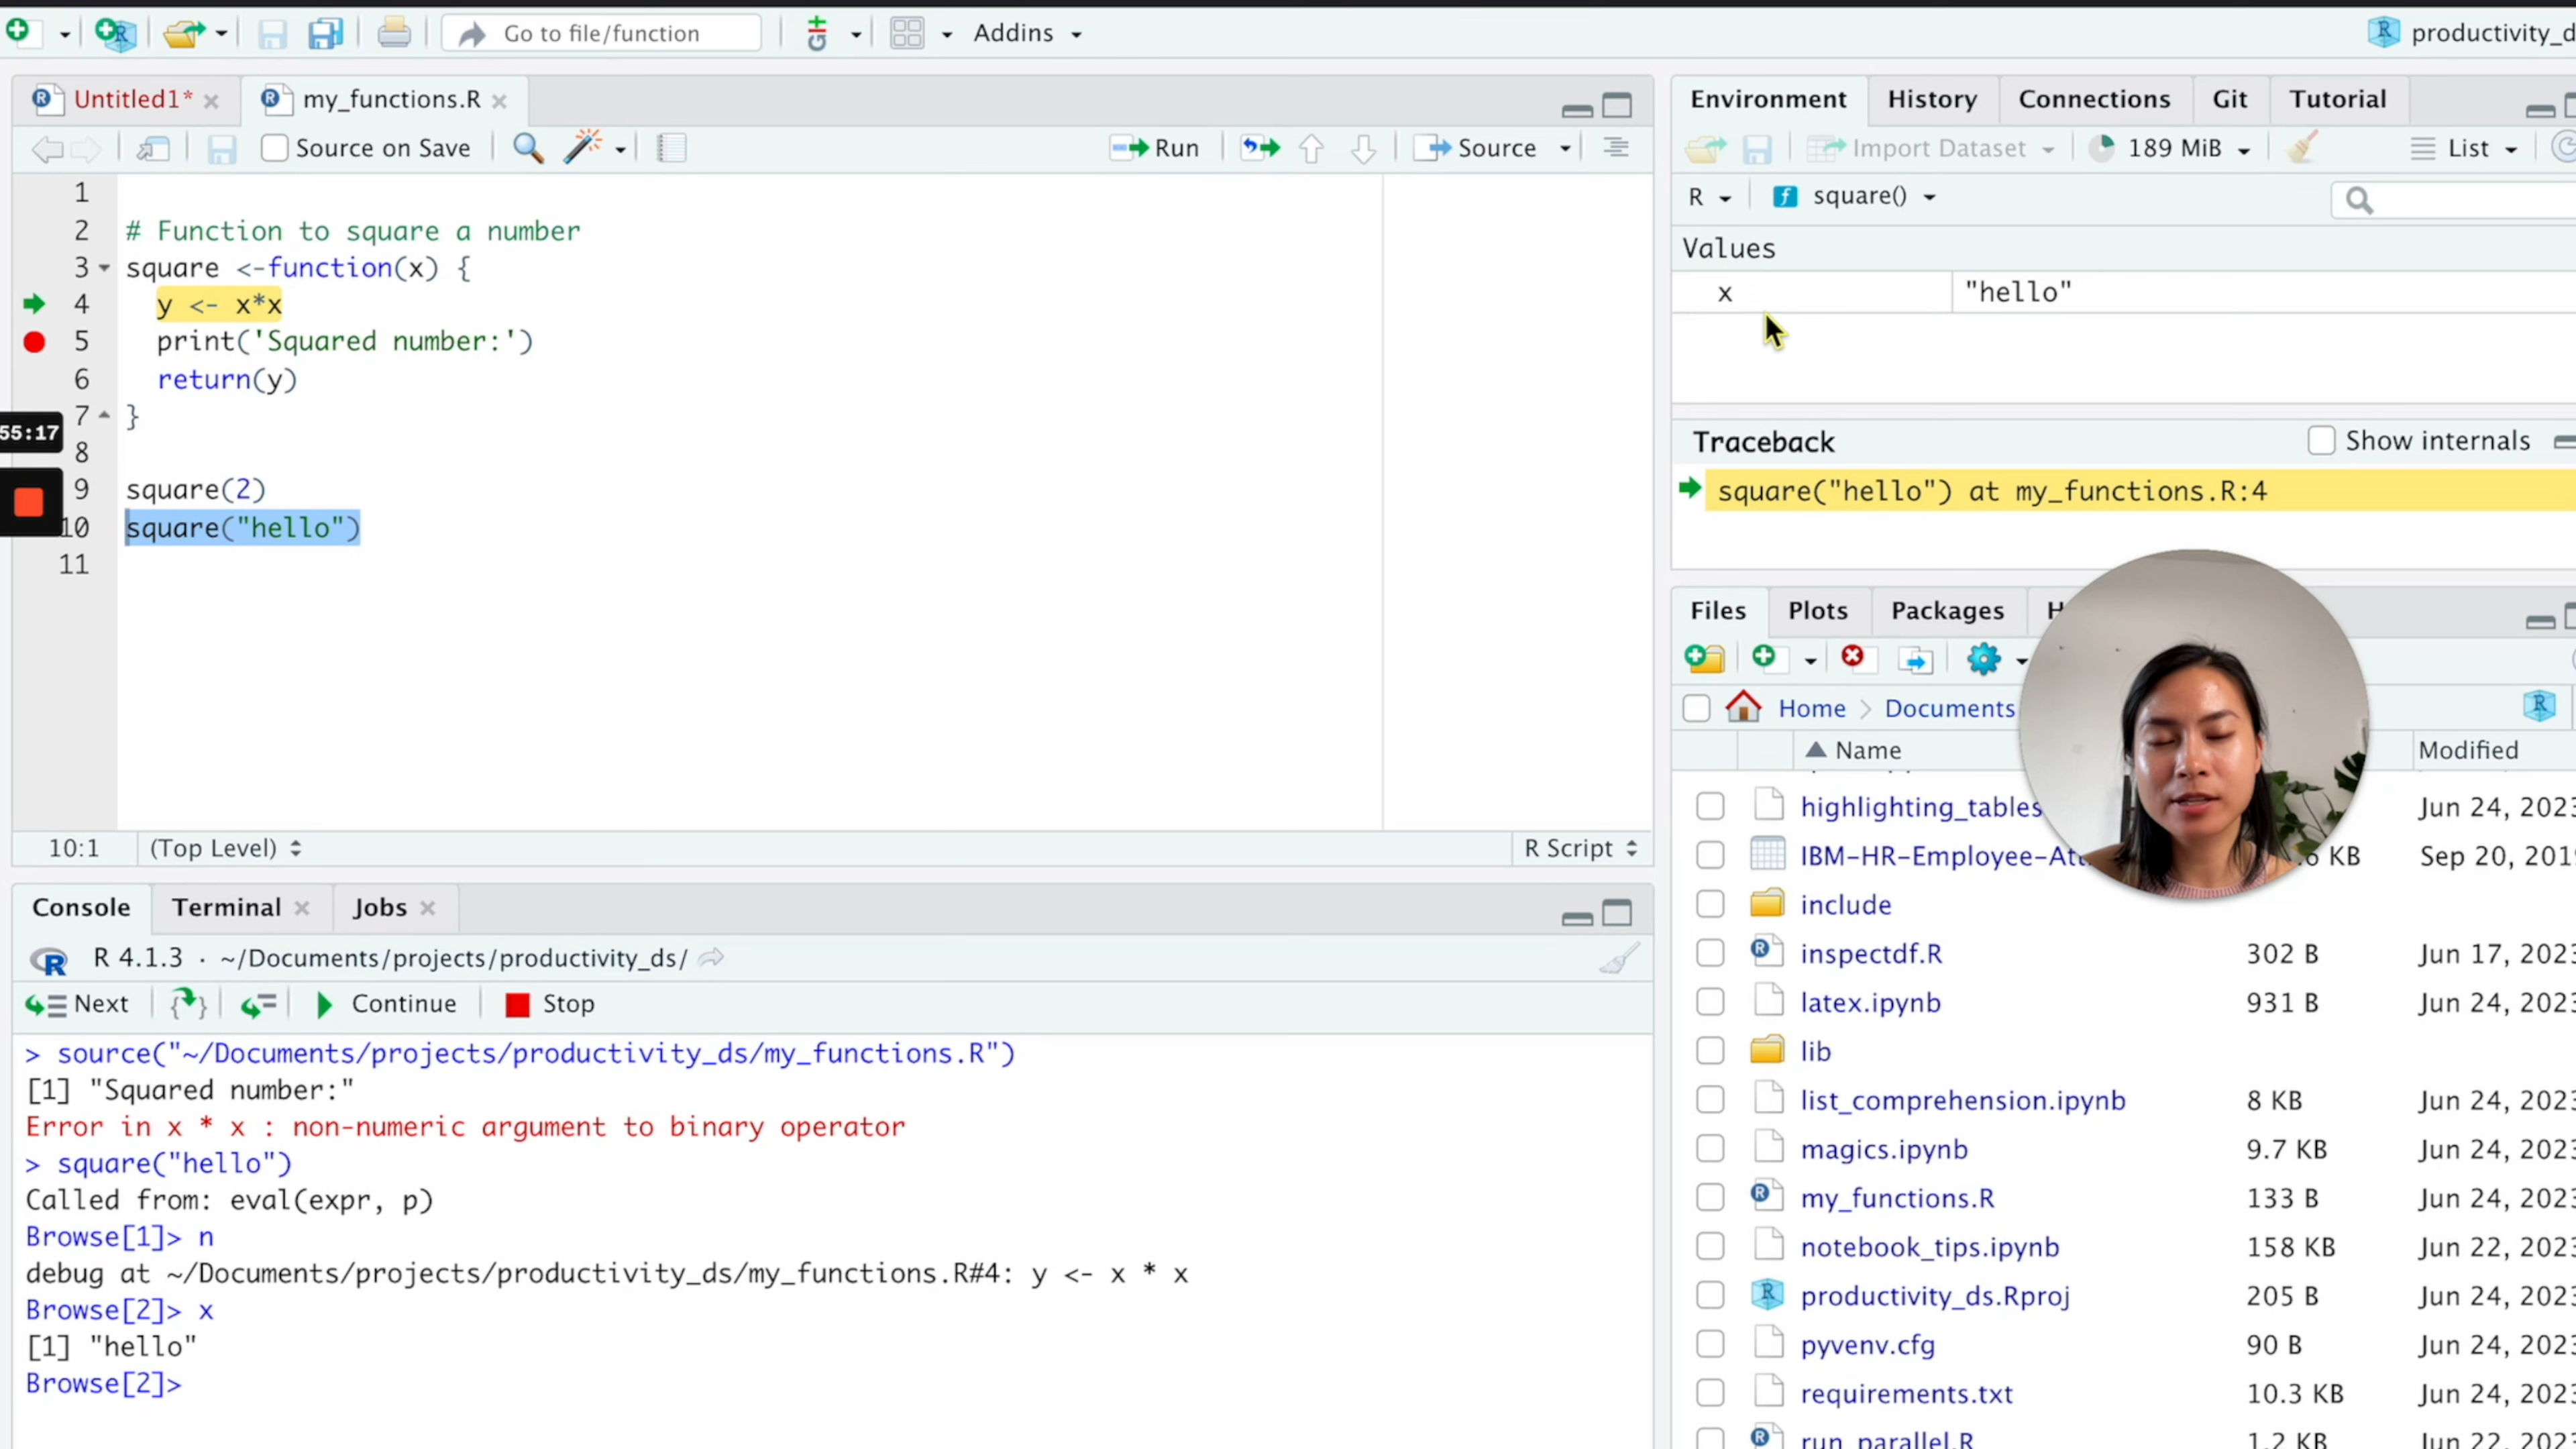 Go to file/function
Addins
productivity_d
Untitled1*
my_functions.R
Source on Save
Run
Source
1
2 # Function to square a number
3 square <-function(x) {
4 y <- x*x
5 print('Squared number:')
6 return(y)
7 }
8
9 square(2)
10 square("hello")
11
55:17
10:1 (Top Level) R Script
Console Terminal Jobs
R 4.1.3 · ~/Documents/projects/productivity_ds/
Next Continue Stop
> source("~/Documents/projects/productivity_ds/my_functions.R")
[1] "Squared number:"
Error in x * x : non-numeric argument to binary operator
> square("hello")
Called from: eval(expr, p)
Browse[1]> n
debug at ~/Documents/projects/productivity_ds/my_functions.R#4: y <- x * x
Browse[2]> x
[1] "hello"
Browse[2]>
Environment History Connections Git Tutorial
Import Dataset 189 MiB List
R square()
Values
x "hello"
Traceback Show internals
square("hello") at my_functions.R:4
Files Plots Packages H
Home Documents
Name Modified
highlighting_tables Jun 24, 2023
IBM-HR-Employee-Att 6 KB Sep 20, 201
include
inspectdf.R 302 B Jun 17, 2023
latex.ipynb 931 B Jun 24, 2023
lib
list_comprehension.ipynb 8 KB Jun 24, 2023
magics.ipynb 9.7 KB Jun 24, 2023
my_functions.R 133 B Jun 24, 2023
notebook_tips.ipynb 158 KB Jun 22, 2023
productivity_ds.Rproj 205 B Jun 24, 2023
pyvenv.cfg 90 B Jun 24, 2023
requirements.txt 10.3 KB Jun 24, 2023
run_parallel.R 1.2 KB Jun 22, 2023